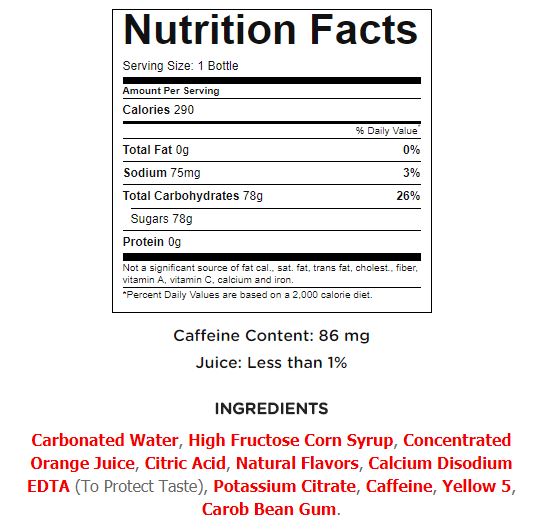 Nutrition Facts
Serving Size: 1 Bottle
Amount Per Serving
Calories 290
% Daily Value*
Total Fat 0g 0%
Sodium 75mg 3%
Total Carbohydrates 78g 26%
Sugars 78g
Protein 0g
Not a significant source of fat cal., sat. fat, trans fat, cholest., fiber,
vitamin A, vitamin C, calcium and iron.
*Percent Daily Values are based on a 2,000 calorie diet.
Caffeine Content: 86 mg
Juice: Less than 1%
INGREDIENTS
Carbonated Water, High Fructose Corn Syrup, Concentrated
Orange Juice, Citric Acid, Natural Flavors, Calcium Disodium
EDTA (To Protect Taste), Potassium Citrate, Caffeine, Yellow 5,
Carob Bean Gum.